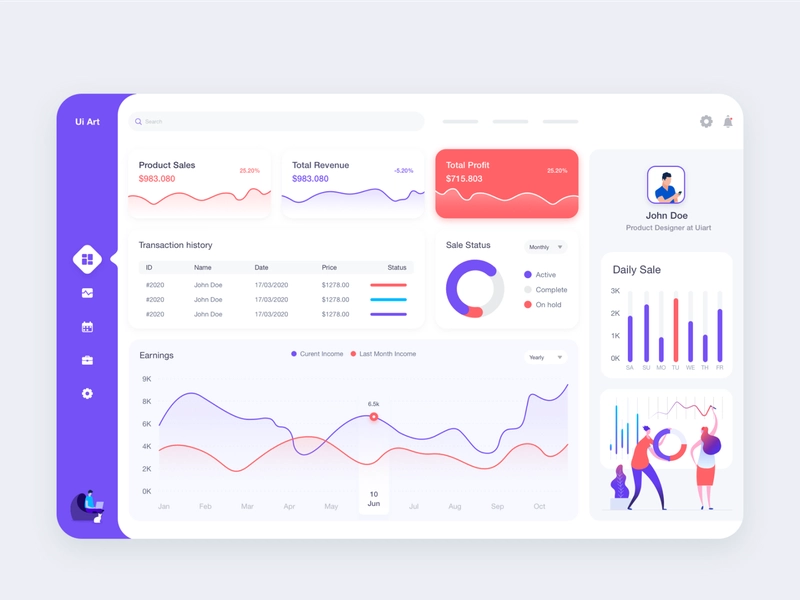 Ui Art
Search
Product Sales
$983.080
25.20%
Total Revenue
$983.080
-5.20%
Total Profit
$715.803
35.20%
John Doe
Product Designer at Uiart
Transaction history
ID Name Date Price Status
#2020 John Doe 17/03/2020 $1278.00
#2020 John Doe 17/03/2020 $1278.00
#2020 John Doe 17/03/2020 $1278.00
Sale Status
Monthly
Active
Complete
On hold
Daily Sale
3K
2K
1K
0K
SA SU MO TU WE TH FR
Earnings
Curent Income
Last Month Income
Yearly
9K
8K
6K
4K
2K
0K
6.5k
Jan Feb Mar Apr May 10 Jun Jul Aug Sep Oct